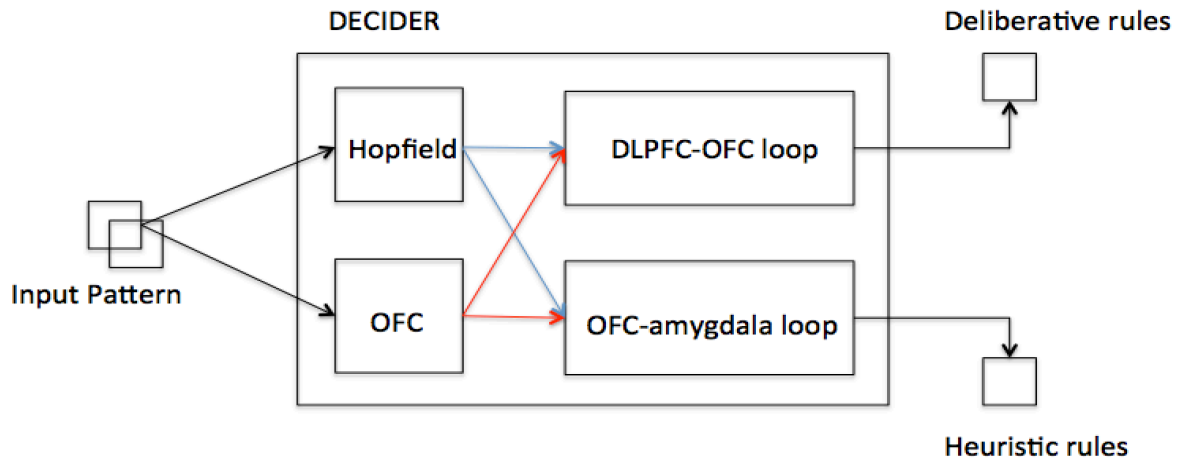 DECIDER
Deliberative rules
Hopfield
DLPFC-OFC loop
Input Pattern
OFC
OFC-amygdala loop
Heuristic rules